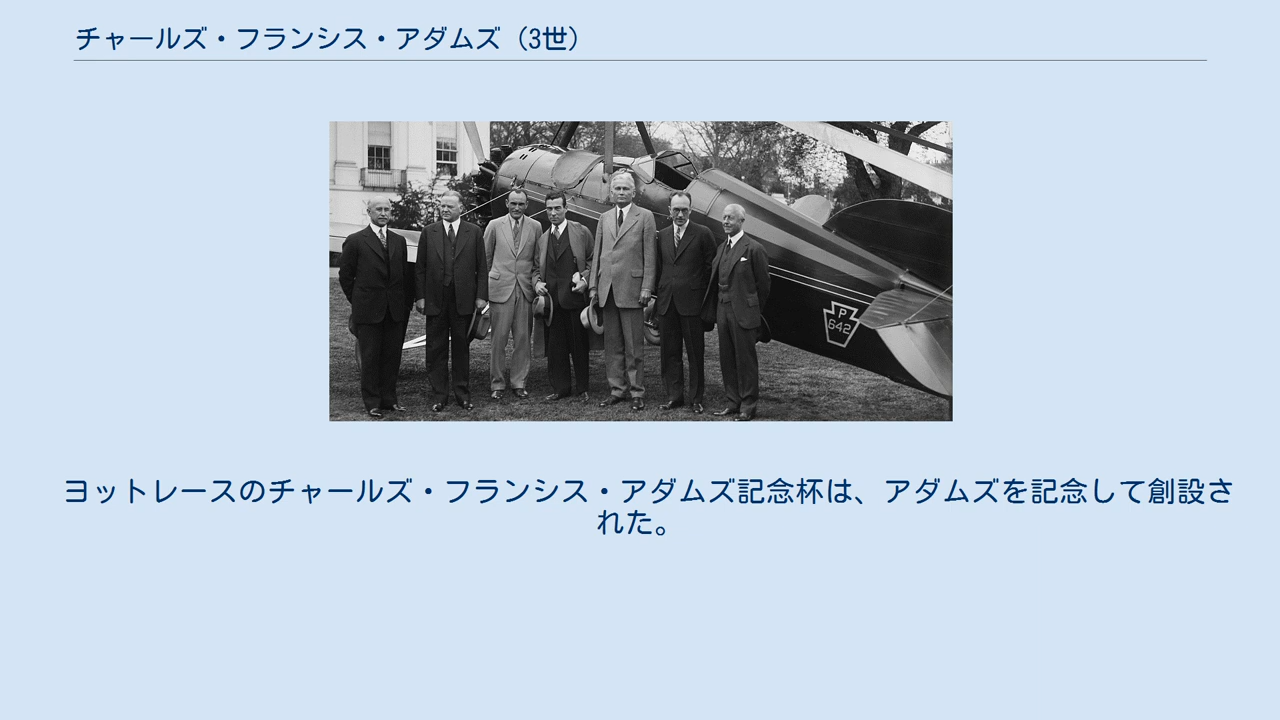 チャールズ・フランシス・アダムズ（3世）
P
642
ヨットレースのチャールズ・フランシス・アダムズ記念杯は、アダムズを記念して創設さ
れた。